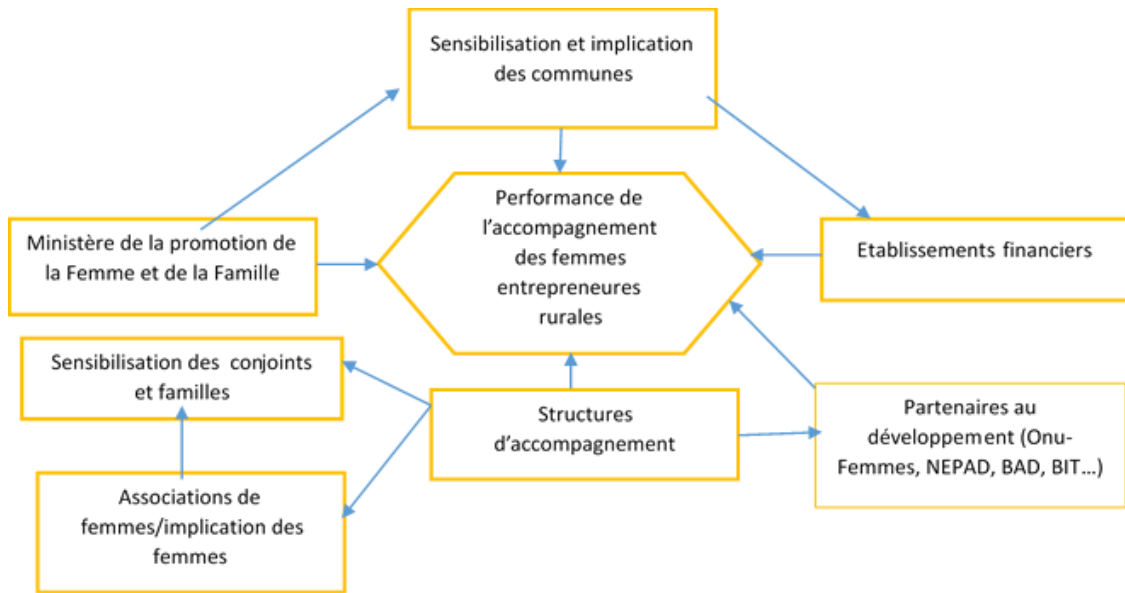 Sensibilisation et implication
des communes
Performance de
l'accompagnement
des femmes
entrepreneures
rurales
Ministère de la promotion de
la Femme et de la Famille
Etablissements financiers
Sensibilisation des conjoints
et familles
Structures
d'accompagnement
Partenaires au
développement (Onu-
Femmes, NEPAD, BAD, BIT…)
Associations de
femmes/implication des
femmes